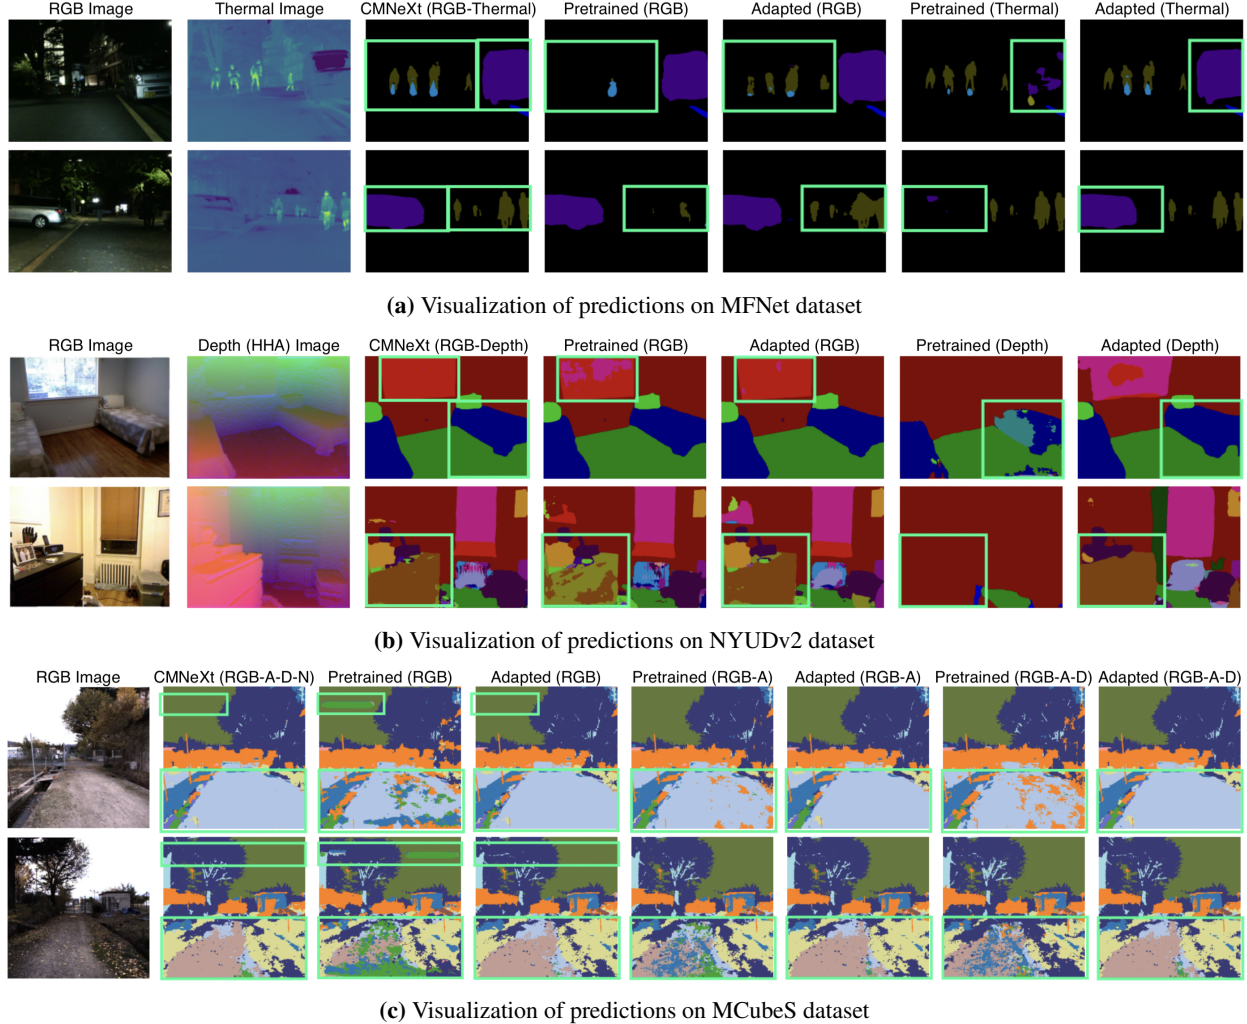 RGB Image Thermal Image CMNeXt (RGB-Thermal) Pretrained (RGB) Adapted (RGB) Pretrained (Thermal) Adapted (Thermal)
(a) Visualization of predictions on MFNet dataset
RGB Image Depth (HHA) Image CMNeXt (RGB-Depth) Pretrained (RGB) Adapted (RGB) Pretrained (Depth) Adapted (Depth)
(b) Visualization of predictions on NYUDv2 dataset
RGB Image CMNeXt (RGB-A-D-N) Pretrained (RGB) Adapted (RGB) Pretrained (RGB-A) Adapted (RGB-A) Pretrained (RGB-A-D) Adapted (RGB-A-D)
(c) Visualization of predictions on MCubeS dataset